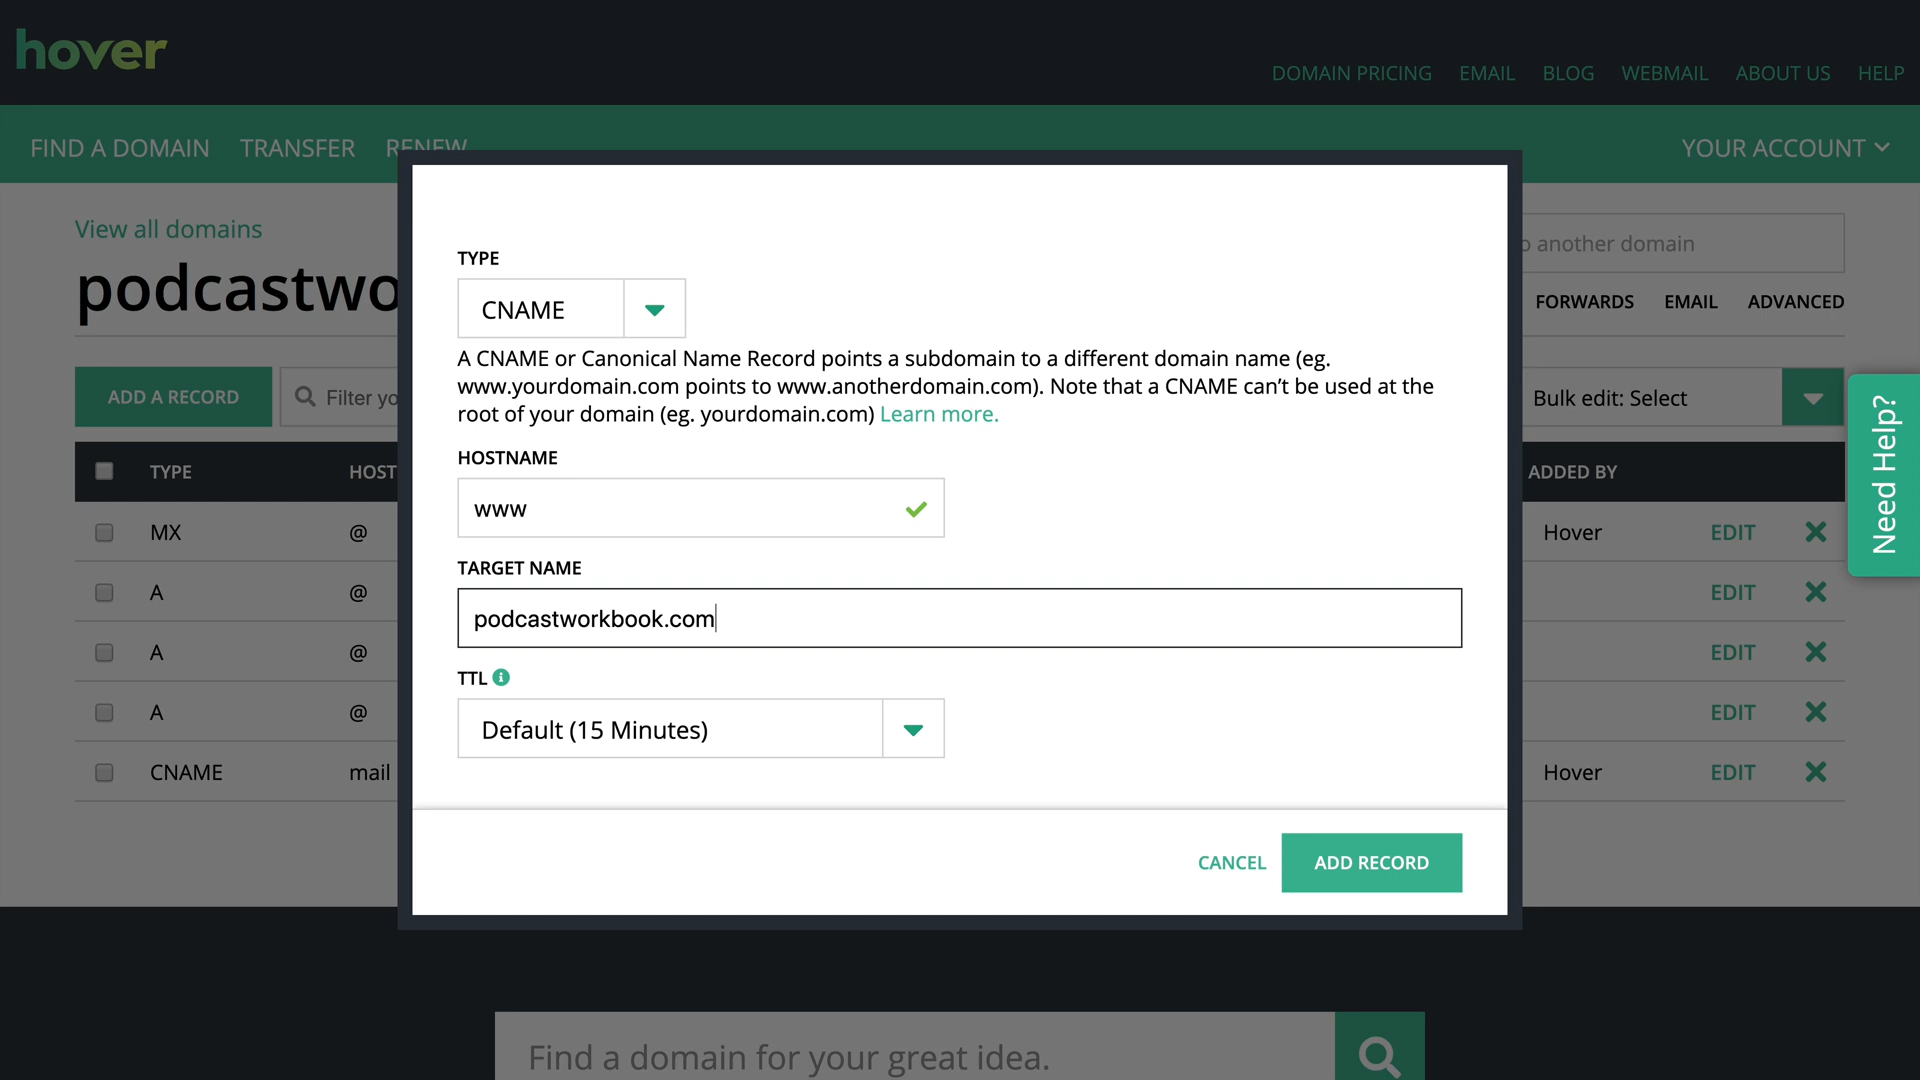 hover
DOMAIN PRICING EMAIL BLOG WEBMAIL ABOUT US HELP
FIND A DOMAIN TRANSFER RENEW YOUR ACCOUNT
View all domains
podcastwo
another domain
FORWARDS EMAIL ADVANCED
ADD A RECORD Filter yo Bulk edit: Select
TYPE HOST ADDED BY
MX @ Hover EDIT
A @ EDIT
A @ EDIT
A @ EDIT
CNAME mail Hover EDIT
Need Help?
TYPE
CNAME
A CNAME or Canonical Name Record points a subdomain to a different domain name (eg.
www.yourdomain.com points to www.anotherdomain.com). Note that a CNAME can’t be used at the
root of your domain (eg. yourdomain.com) Learn more.
HOSTNAME
www
TARGET NAME
podcastworkbook.com
TTL
Default (15 Minutes)
CANCEL ADD RECORD
Find a domain for your great idea.